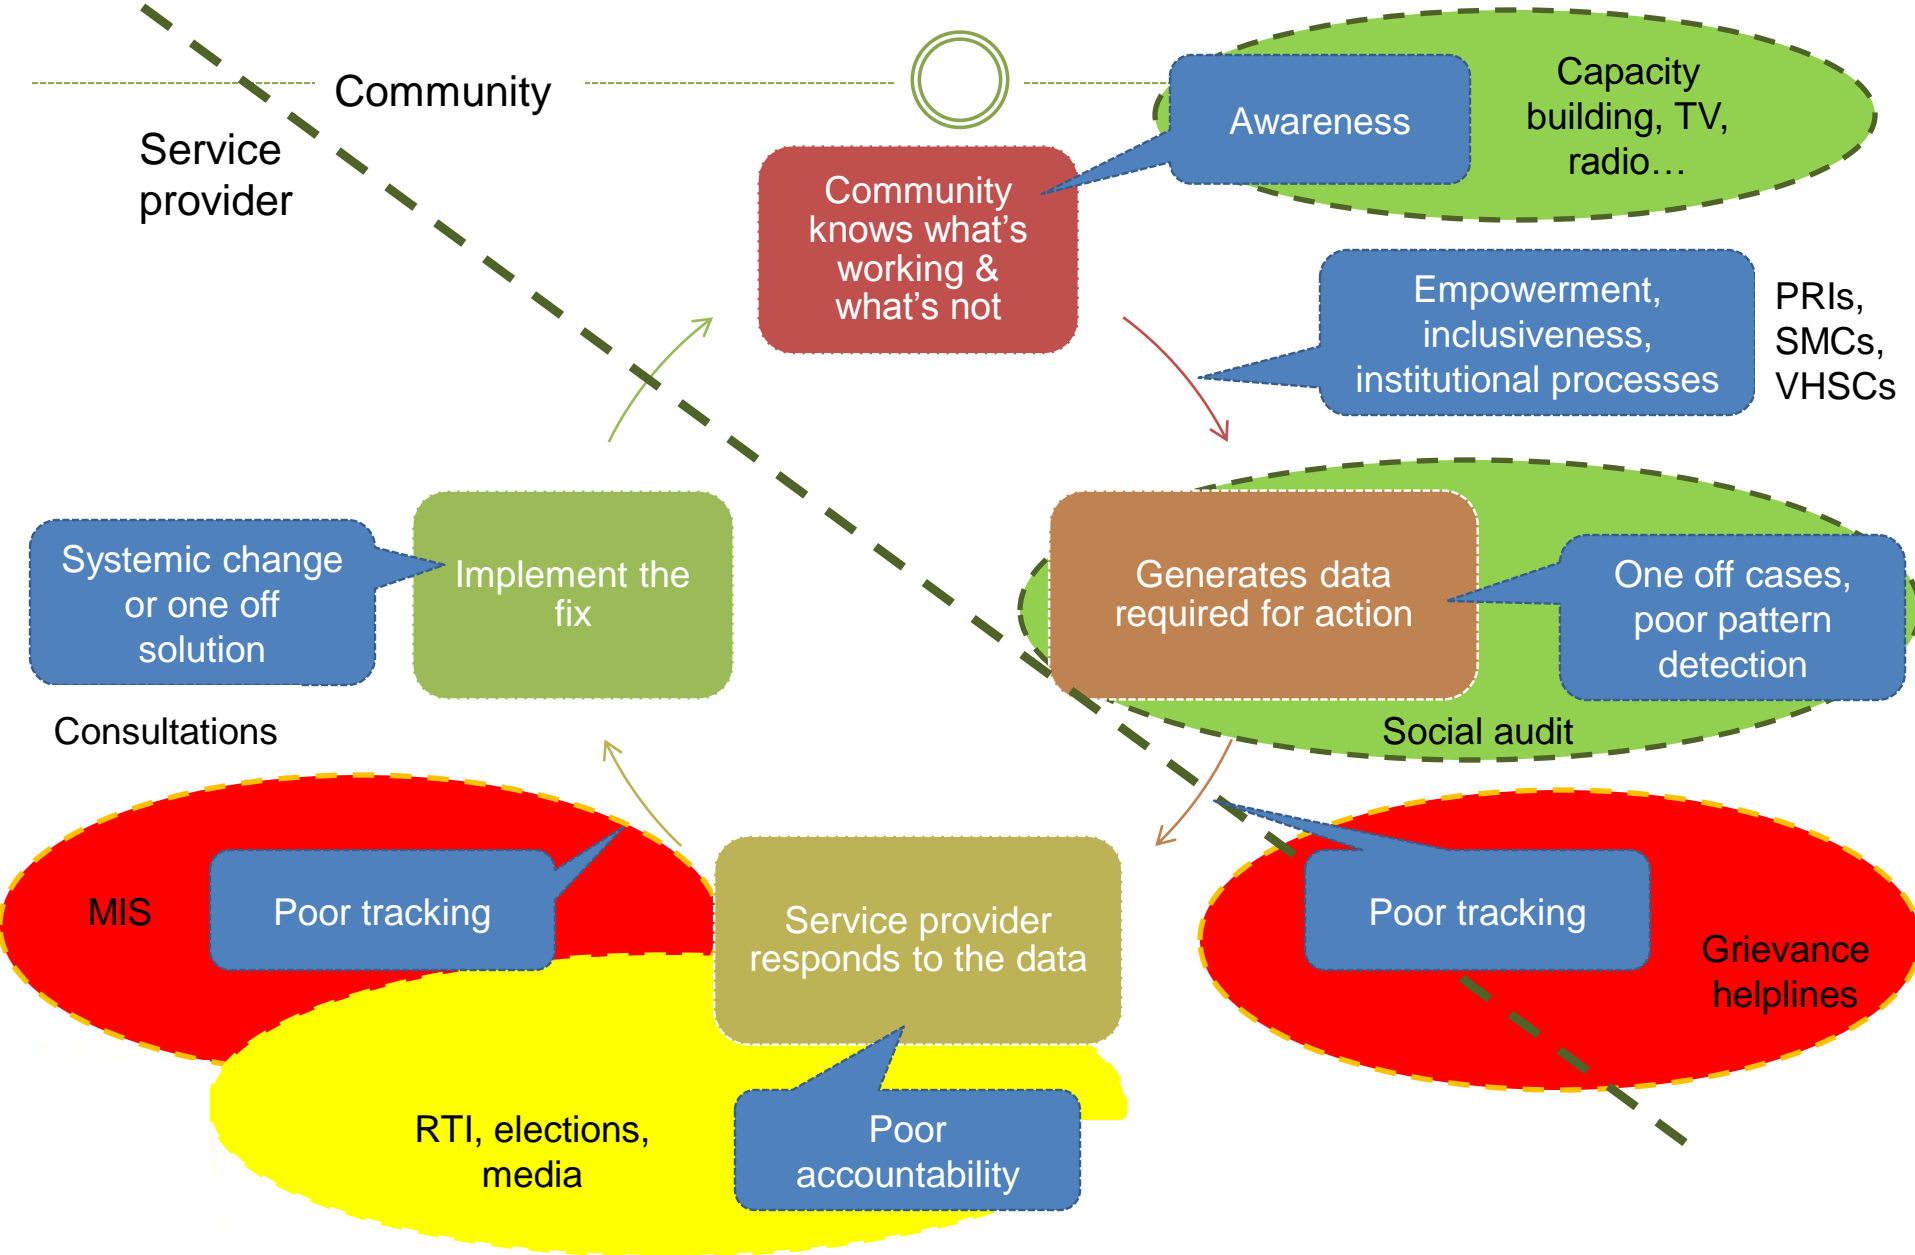 Community
Service
provider
Community
knows what's
working &
what's not
Awareness
Capacity
building, TV,
radio…
Empowerment,
inclusiveness,
institutional processes
PRIs,
SMCs,
VHSCs
Systemic change
or one off
solution
Implement the
fix
Generates data
required for action
One off cases,
poor pattern
detection
Consultations
Social audit
MIS
Poor tracking
Service provider
responds to the data
Poor tracking
Grievance
helplines
RTI, elections,
media
Poor
accountability